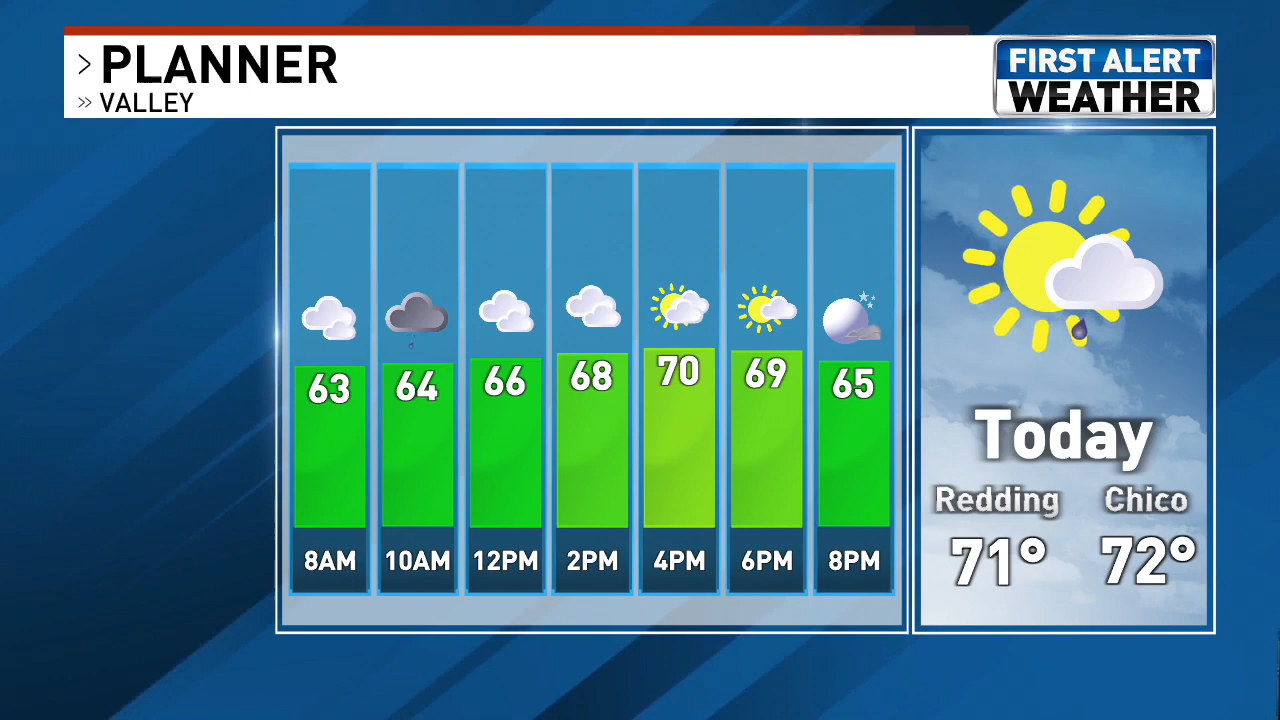 > PLANNER
» VALLEY
FIRST ALERT
WEATHER
63 64 66 68 70 69 65
8AM 10AM 12PM 2PM 4PM 6PM 8PM
Today
Redding Chico
71° 72°